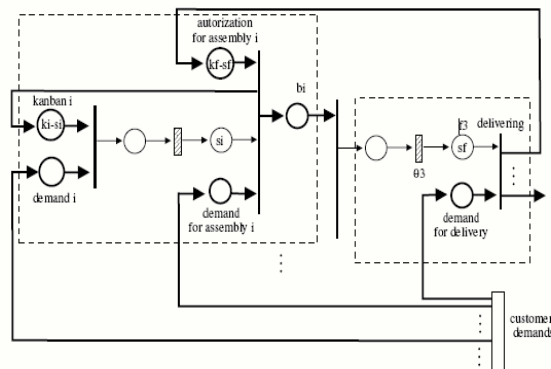 autorization
for assembly i
kf-sf
bi
kanban i
ki-si
si
demand i
demand
for assembly i
f3
delivering
sf
θ3
demand
for delivery
customer
demands